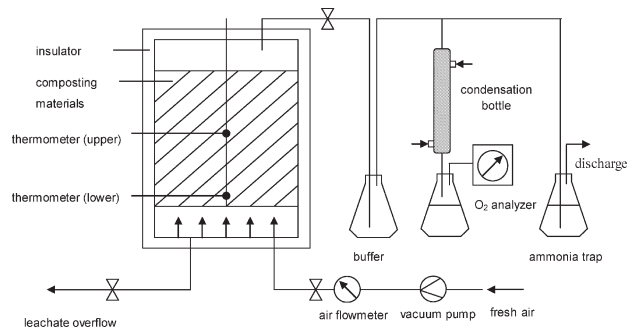 insulator
composting
materials
thermometer (upper)
thermometer (lower)
condensation
bottle
discharge
O₂ analyzer
buffer
ammonia trap
leachate overflow
air flowmeter
vacuum pump
fresh air